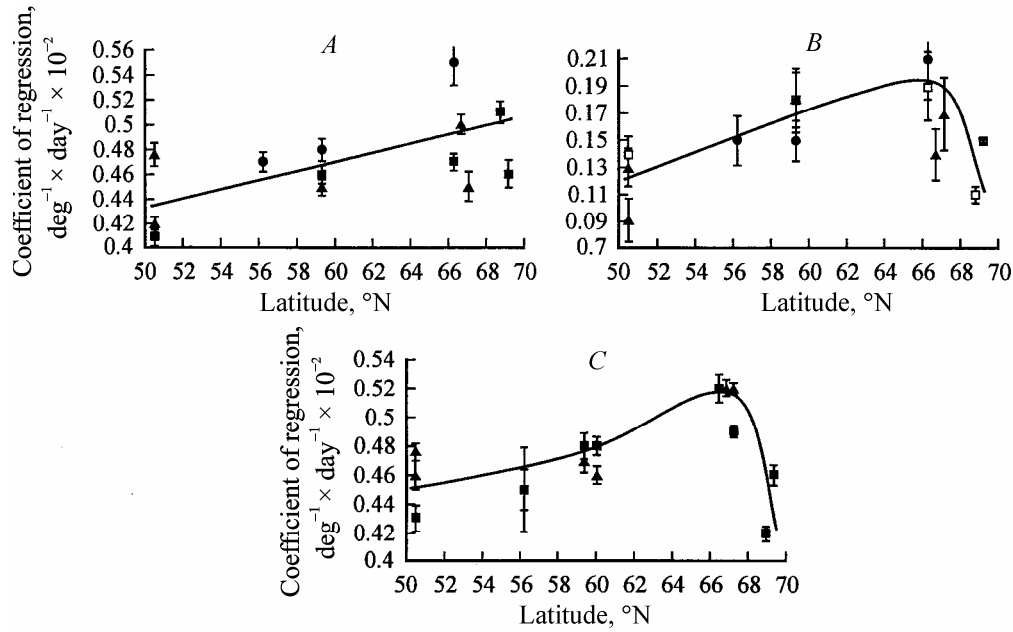 Coefficient of regression,
deg⁻¹ × day⁻¹ × 10⁻²
A
0.56
0.54
0.52
0.5
0.48
0.46
0.44
0.42
0.4
50 52 54 56 58 60 62 64 66 68 70
Latitude, °N
B
0.21
0.19
0.17
0.15
0.13
0.11
0.09
0.7
50 52 54 56 58 60 62 64 66 68 70
Latitude, °N
Coefficient of regression,
deg⁻¹ × day⁻¹ × 10⁻²
C
0.54
0.52
0.5
0.48
0.46
0.44
0.42
0.4
50 52 54 56 58 60 62 64 66 68 70
Latitude, °N